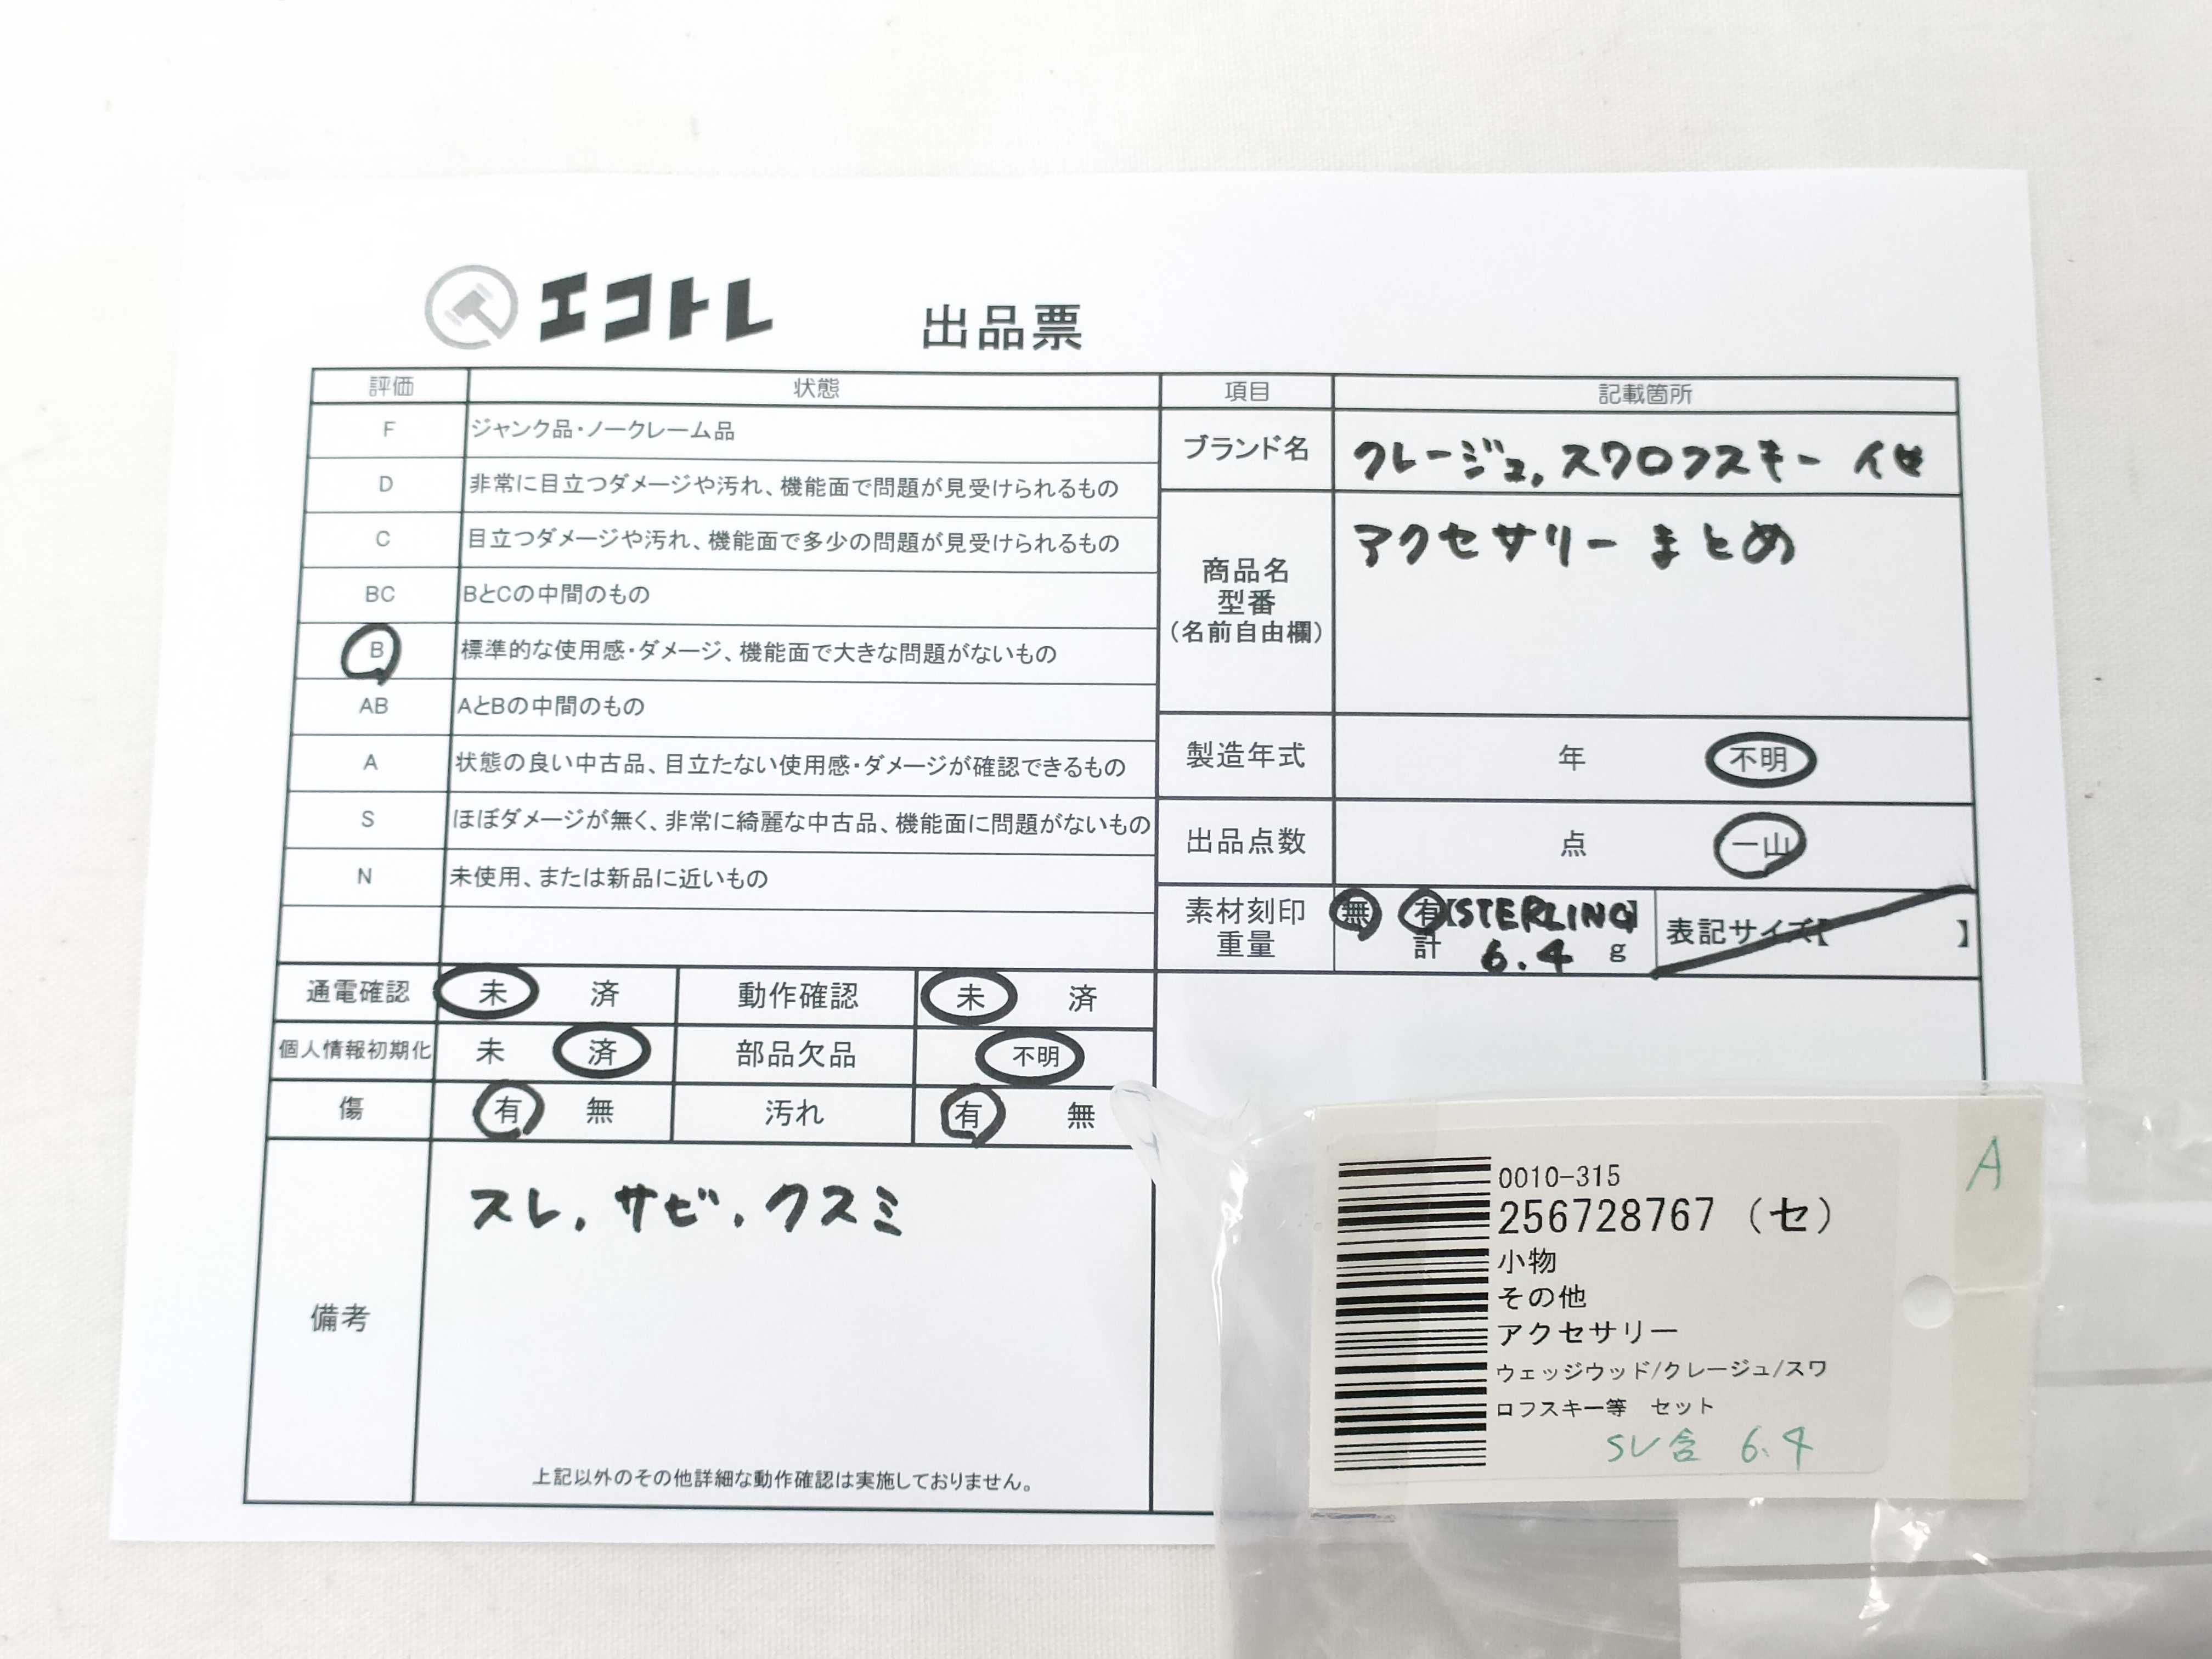 エコトレ 出品票
評価 状態
F ジャンク品・ノークレーム品
D 非常に目立つダメージや汚れ、機能面で問題が見受けられるもの
C 目立つダメージや汚れ、機能面で多少の問題が見受けられるもの
BC BとCの中間のもの
B 標準的な使用感・ダメージ、機能面で大きな問題がないもの
AB AとBの中間のもの
A 状態の良い中古品、目立たない使用感・ダメージが確認できるもの
S ほぼダメージが無く、非常に綺麗な中古品、機能面に問題がないもの
N 未使用、または新品に近いもの
項目 記載箇所
ブランド名 クレージュ,スワロフスキー 他
商品名 アクセサリー まとめ
型番
(名前自由欄)
製造年式 年 不明
出品点数 点 一山
素材刻印 無 有【STERLING】
重量 計 6.4 g
表記サイズ【 】
通電確認 未 済 動作確認 未 済
個人情報初期化 未 済 部品欠品 不明
傷 有 無 汚れ 有 無
備考 スレ,サビ,クスミ
上記以外のその他詳細な動作確認は実施しておりません。
A
0010-315
256728767（セ）
小物
その他
アクセサリー
ウェッジウッド/クレージュ/スワ
ロフスキー等 セット
SV含 6.4